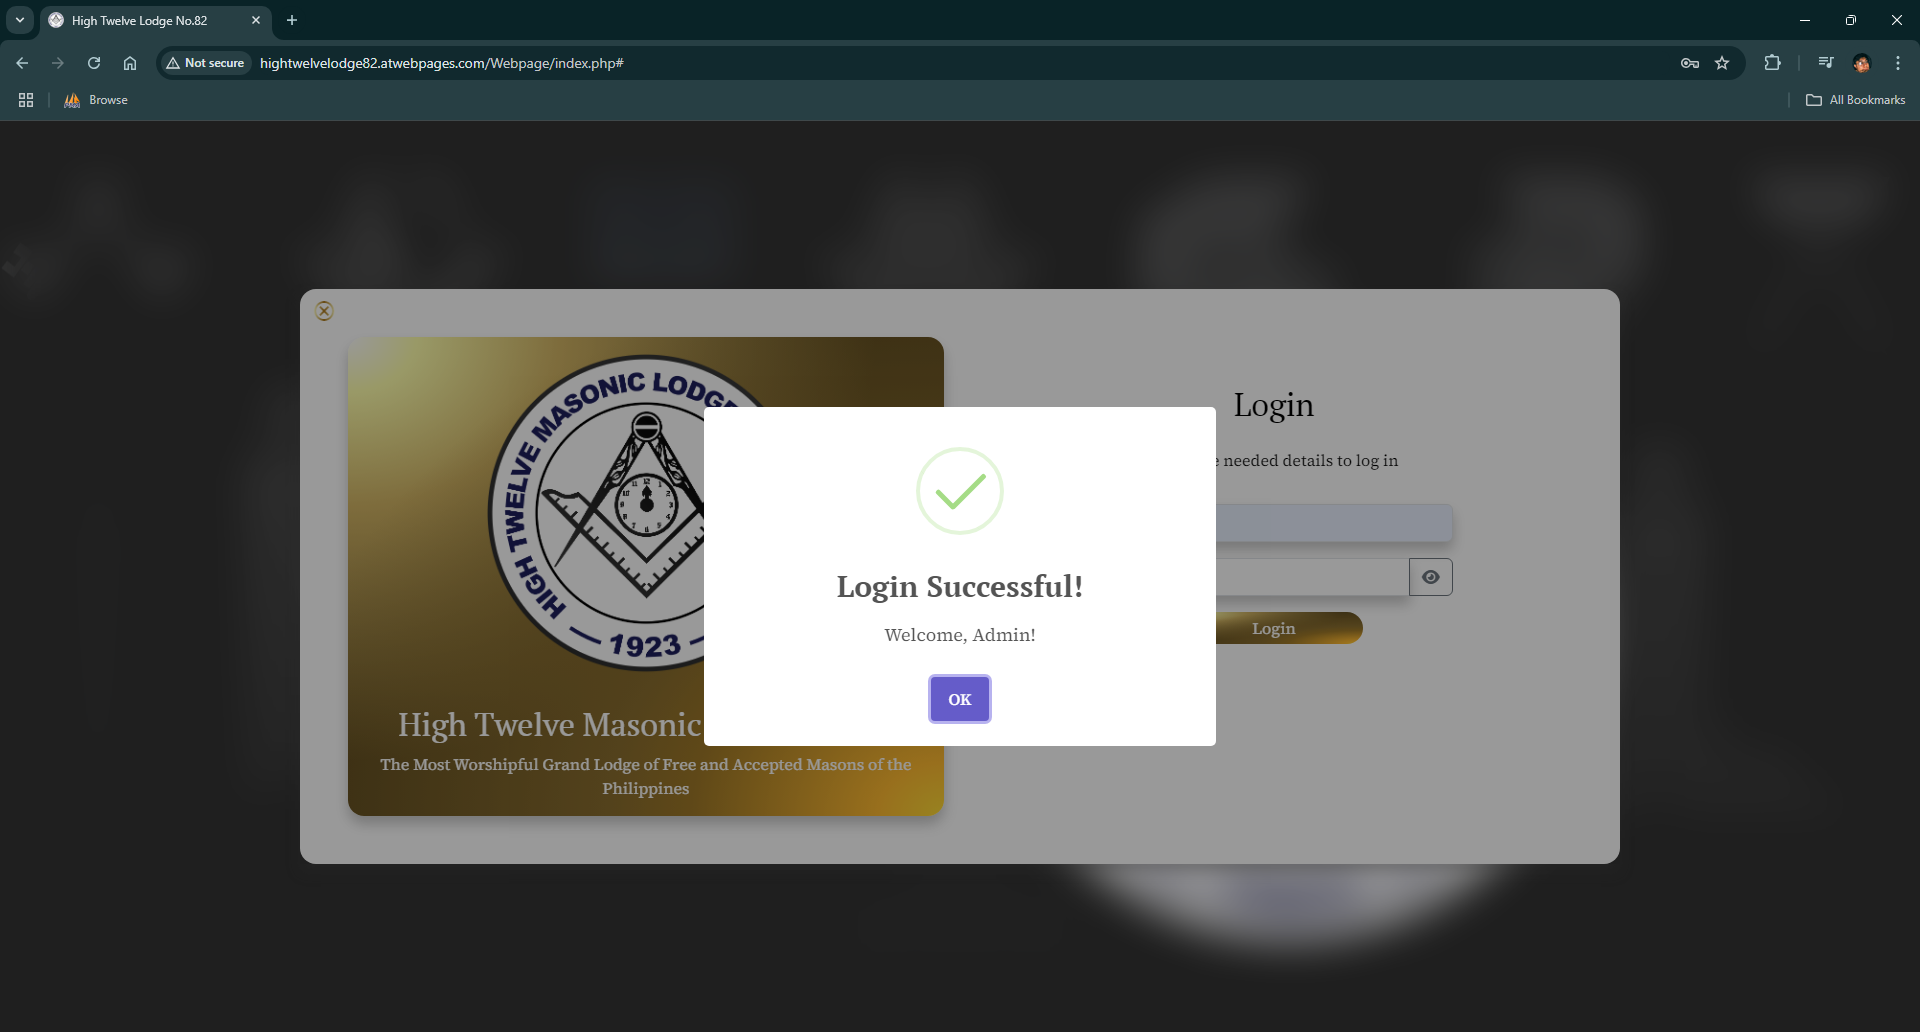 High Twelve Lodge No.82
Not secure
hightwelvelodge82.atwebpages.com/Webpage/index.php#
Browse
All Bookmarks
HIGH TWELVE MASONIC LODGE
1923
High Twelve Masonic
The Most Worshipful Grand Lodge of Free and Accepted Masons of the
Philippines
Login
needed details to log in
Login
Login Successful!
Welcome, Admin!
OK